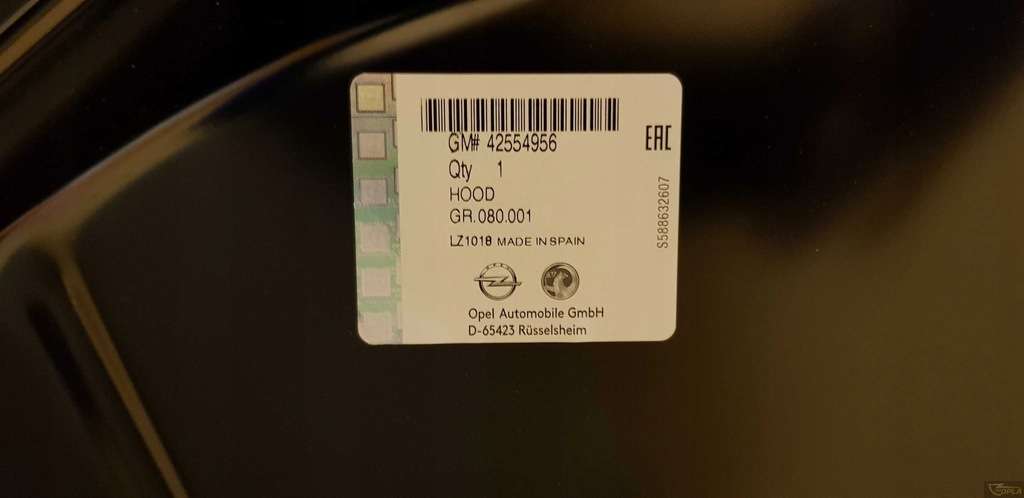 GM# 42554956
EAC
Qty 1
HOOD
GR.080.001
LZ1018 MADE IN SPAIN
S588632607
Opel Automobile GmbH
D-65423 Rüsselsheim